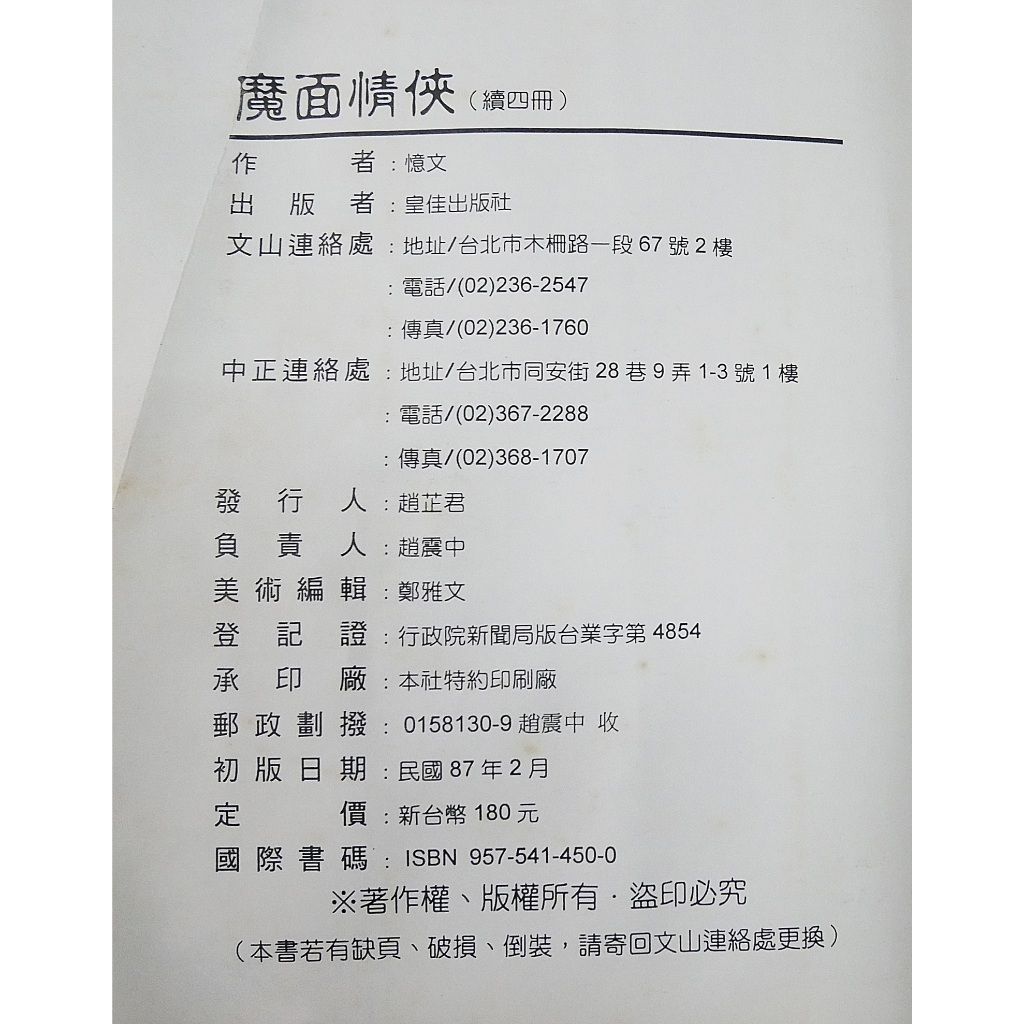 魔面情俠（續四冊）
作者：憶文
出版者：皇佳出版社
文山連絡處：地址/台北市木柵路一段67號2樓
：電話/(02)236-2547
：傳真/(02)236-1760
中正連絡處：地址/台北市同安街28巷9弄1-3號1樓
：電話/(02)367-2288
：傳真/(02)368-1707
發行人：趙芷君
負責人：趙震中
美術編輯：鄭雅文
登記證：行政院新聞局版台業字第4854
承印廠：本社特約印刷廠
郵政劃撥：0158130-9趙震中 收
初版日期：民國87年2月
定價：新台幣180元
國際書碼：ISBN 957-541-450-0
※著作權、版權所有．盜印必究
（本書若有缺頁、破損、倒裝，請寄回文山連絡處更換）